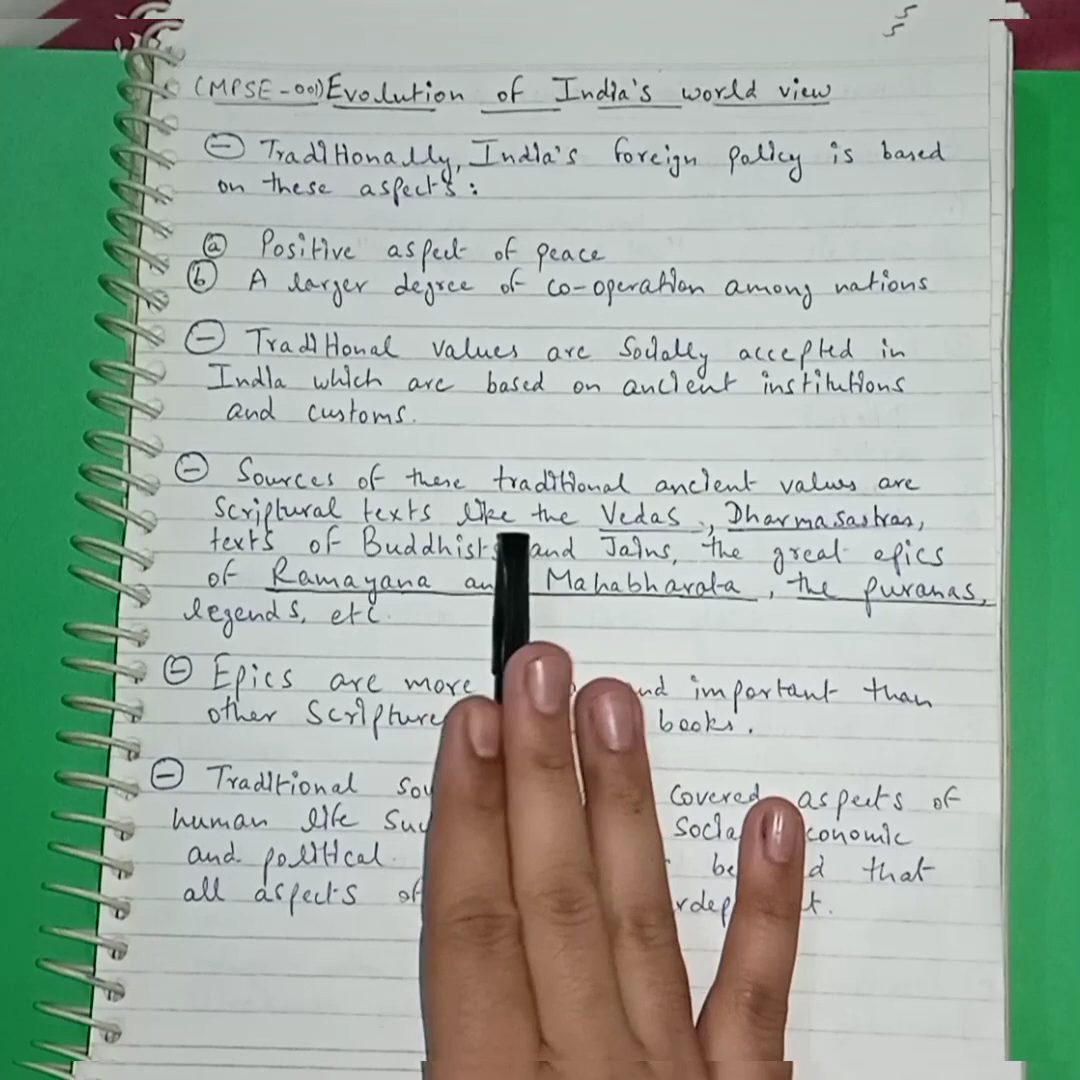 (MPSE-001) Evolution of India's world view
⊖ Traditionally, India's foreign policy is based
on these aspects:
ⓐ Positive aspect of peace
ⓑ A larger degree of co-operation among nations
⊖ Traditional values are socially accepted in
India which are based on ancient institutions
and customs.
⊖ Sources of these traditional ancient values are
scriptural texts like the Vedas, Dharmasastras,
texts of Buddhists and Jains, the great epics
of Ramayana and Mahabharata, the puranas,
legends, etc.
⊖ Epics are more and important than
other books.
⊖ Traditional covered aspects of
human life
and political. that
all aspects of